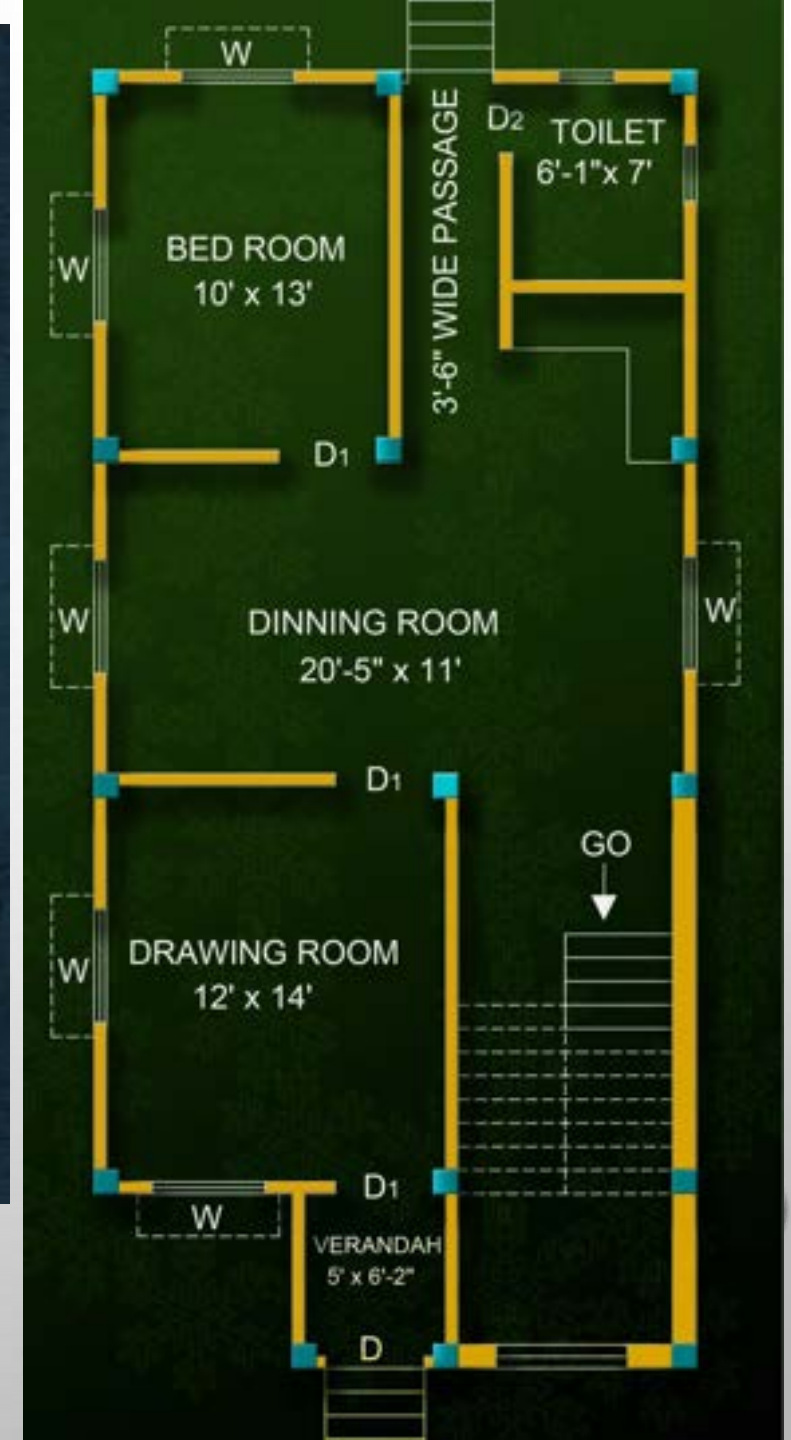 W
D2
TOILET
6'-1"x 7'
3'-6" WIDE PASSAGE
BED ROOM
10' x 13'
W
D1
W
DINNING ROOM
20'-5" x 11'
W
D1
GO
W
DRAWING ROOM
12' x 14'
D1
W
VERANDAH
5' x 6'-2"
D